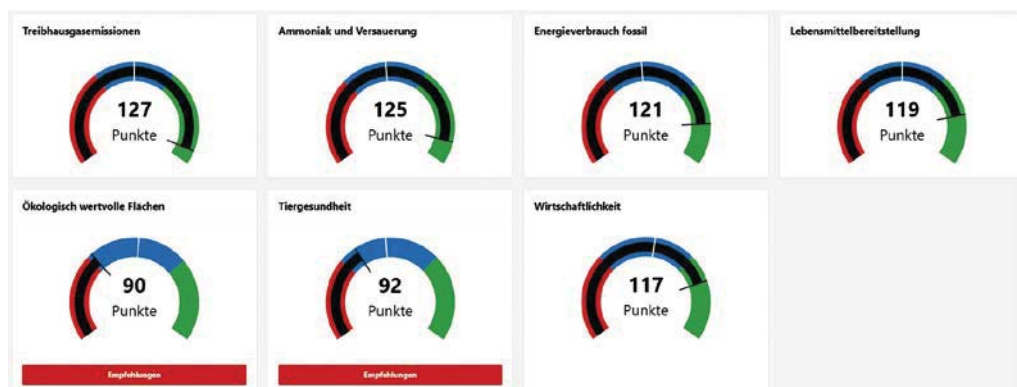 Treibhausgasemissionen
127
Punkte
Ammoniak und Versauerung
125
Punkte
Energieverbrauch fossil
121
Punkte
Lebensmittelbereitstellung
119
Punkte
Ökologisch wertvolle Flächen
90
Punkte
Empfehlungen
Tiergesundheit
92
Punkte
Empfehlungen
Wirtschaftlichkeit
117
Punkte